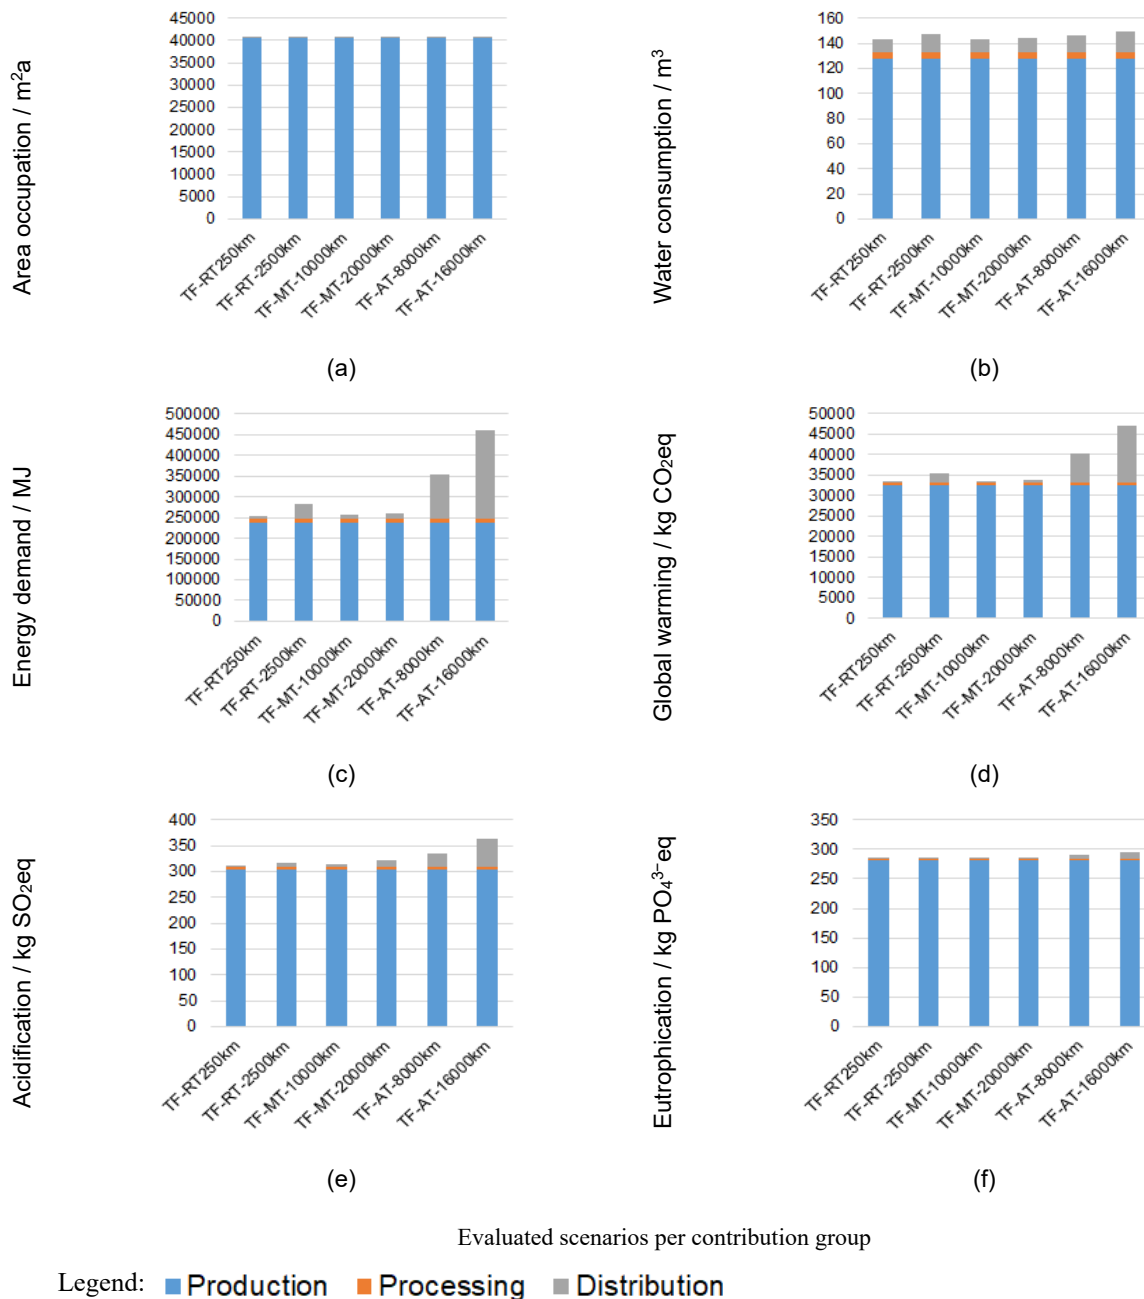 Area occupation / m²a
45000
40000
35000
30000
25000
20000
15000
10000
5000
0
TF-RT250km
TF-RT-2500km
TF-MT-10000km
TF-MT-20000km
TF-AT-8000km
TF-AT-16000km
(a)
Water consumption / m³
160
140
120
100
80
60
40
20
0
TF-RT250km
TF-RT-2500km
TF-MT-10000km
TF-MT-20000km
TF-AT-8000km
TF-AT-16000km
(b)
Energy demand / MJ
500000
450000
400000
350000
300000
250000
200000
150000
100000
50000
0
TF-RT250km
TF-RT-2500km
TF-MT-10000km
TF-MT-20000km
TF-AT-8000km
TF-AT-16000km
(c)
Global warming / kg CO₂eq
50000
45000
40000
35000
30000
25000
20000
15000
10000
5000
0
TF-RT250km
TF-RT-2500km
TF-MT-10000km
TF-MT-20000km
TF-AT-8000km
TF-AT-16000km
(d)
Acidification / kg SO₂eq
400
350
300
250
200
150
100
50
0
TF-RT250km
TF-RT-2500km
TF-MT-10000km
TF-MT-20000km
TF-AT-8000km
TF-AT-16000km
(e)
Eutrophication / kg PO₄³⁻eq
350
300
250
200
150
100
50
0
TF-RT250km
TF-RT-2500km
TF-MT-10000km
TF-MT-20000km
TF-AT-8000km
TF-AT-16000km
(f)
Evaluated scenarios per contribution group
Legend: Production Processing Distribution